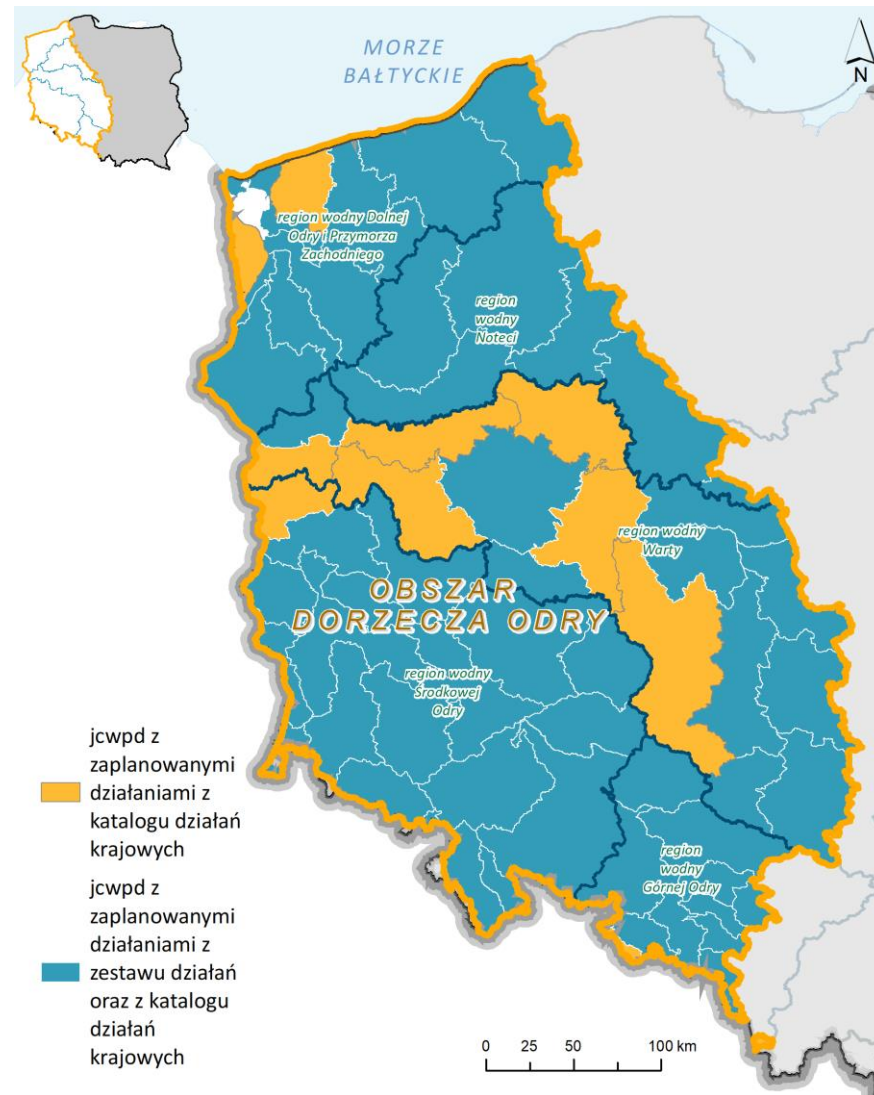 MORZE
BAŁTYCKIE
N
region wodny Dolnej
Odry i Przymorza
Zachodniego
region
wodny
Noteci
region wodny
Warty
OBSZAR
DORZECZA ODRY
region wodny
Środkowej
Odry
region
wodny
Górnej Odry
jcwpd z
zaplanowanymi
działaniami z
katalogu działań
krajowych
jcwpd z
zaplanowanymi
działaniami z
zestawu działań
oraz z katalogu
działań
krajowych
0 25 50 100 km